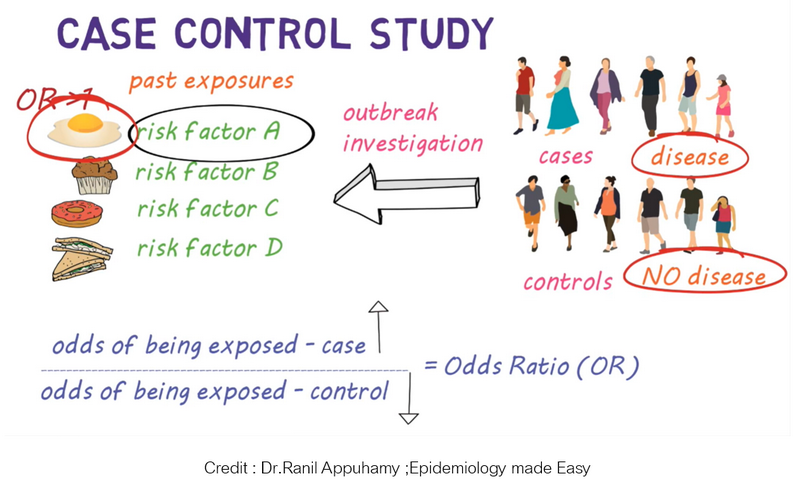 CASE CONTROL STUDY
past exposures
OR >1
risk factor A
risk factor B
risk factor C
risk factor D
outbreak
investigation
cases
disease
controls
NO disease
odds of being exposed - case
odds of being exposed - control
= Odds Ratio (OR)
Credit : Dr.Ranil Appuhamy ;Epidemiology made Easy